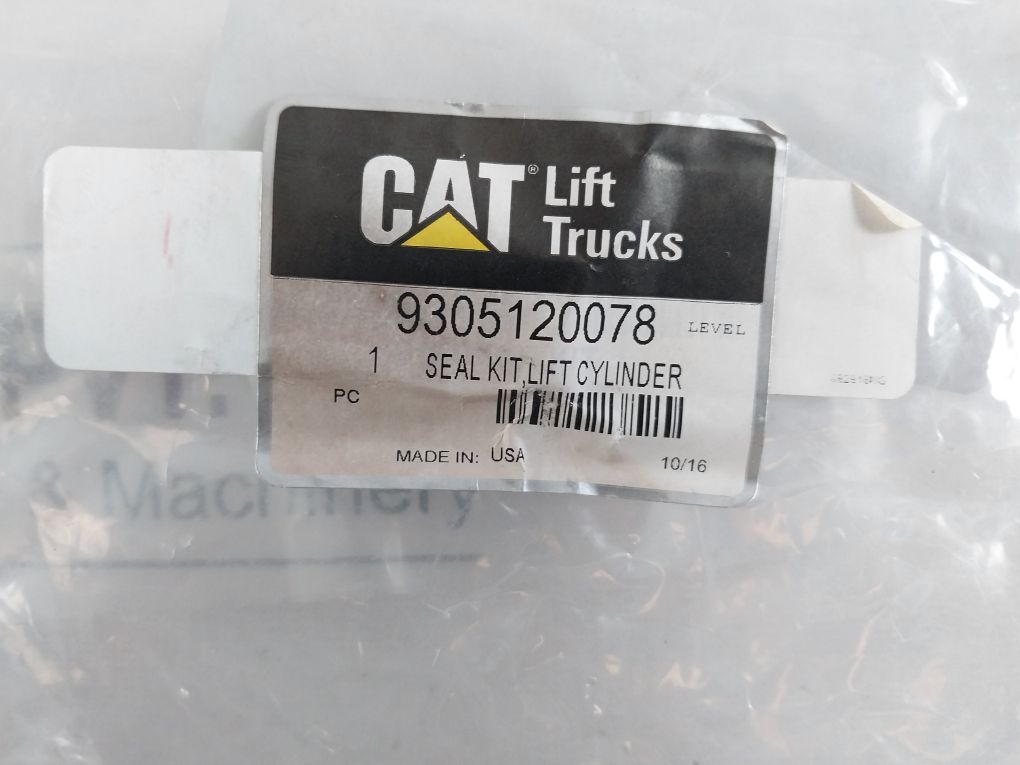 CAT® Lift
Trucks
9305120078 LEVEL
1 SEAL KIT,LIFT CYLINDER
PC
MADE IN: USA 10/16
& Machinery